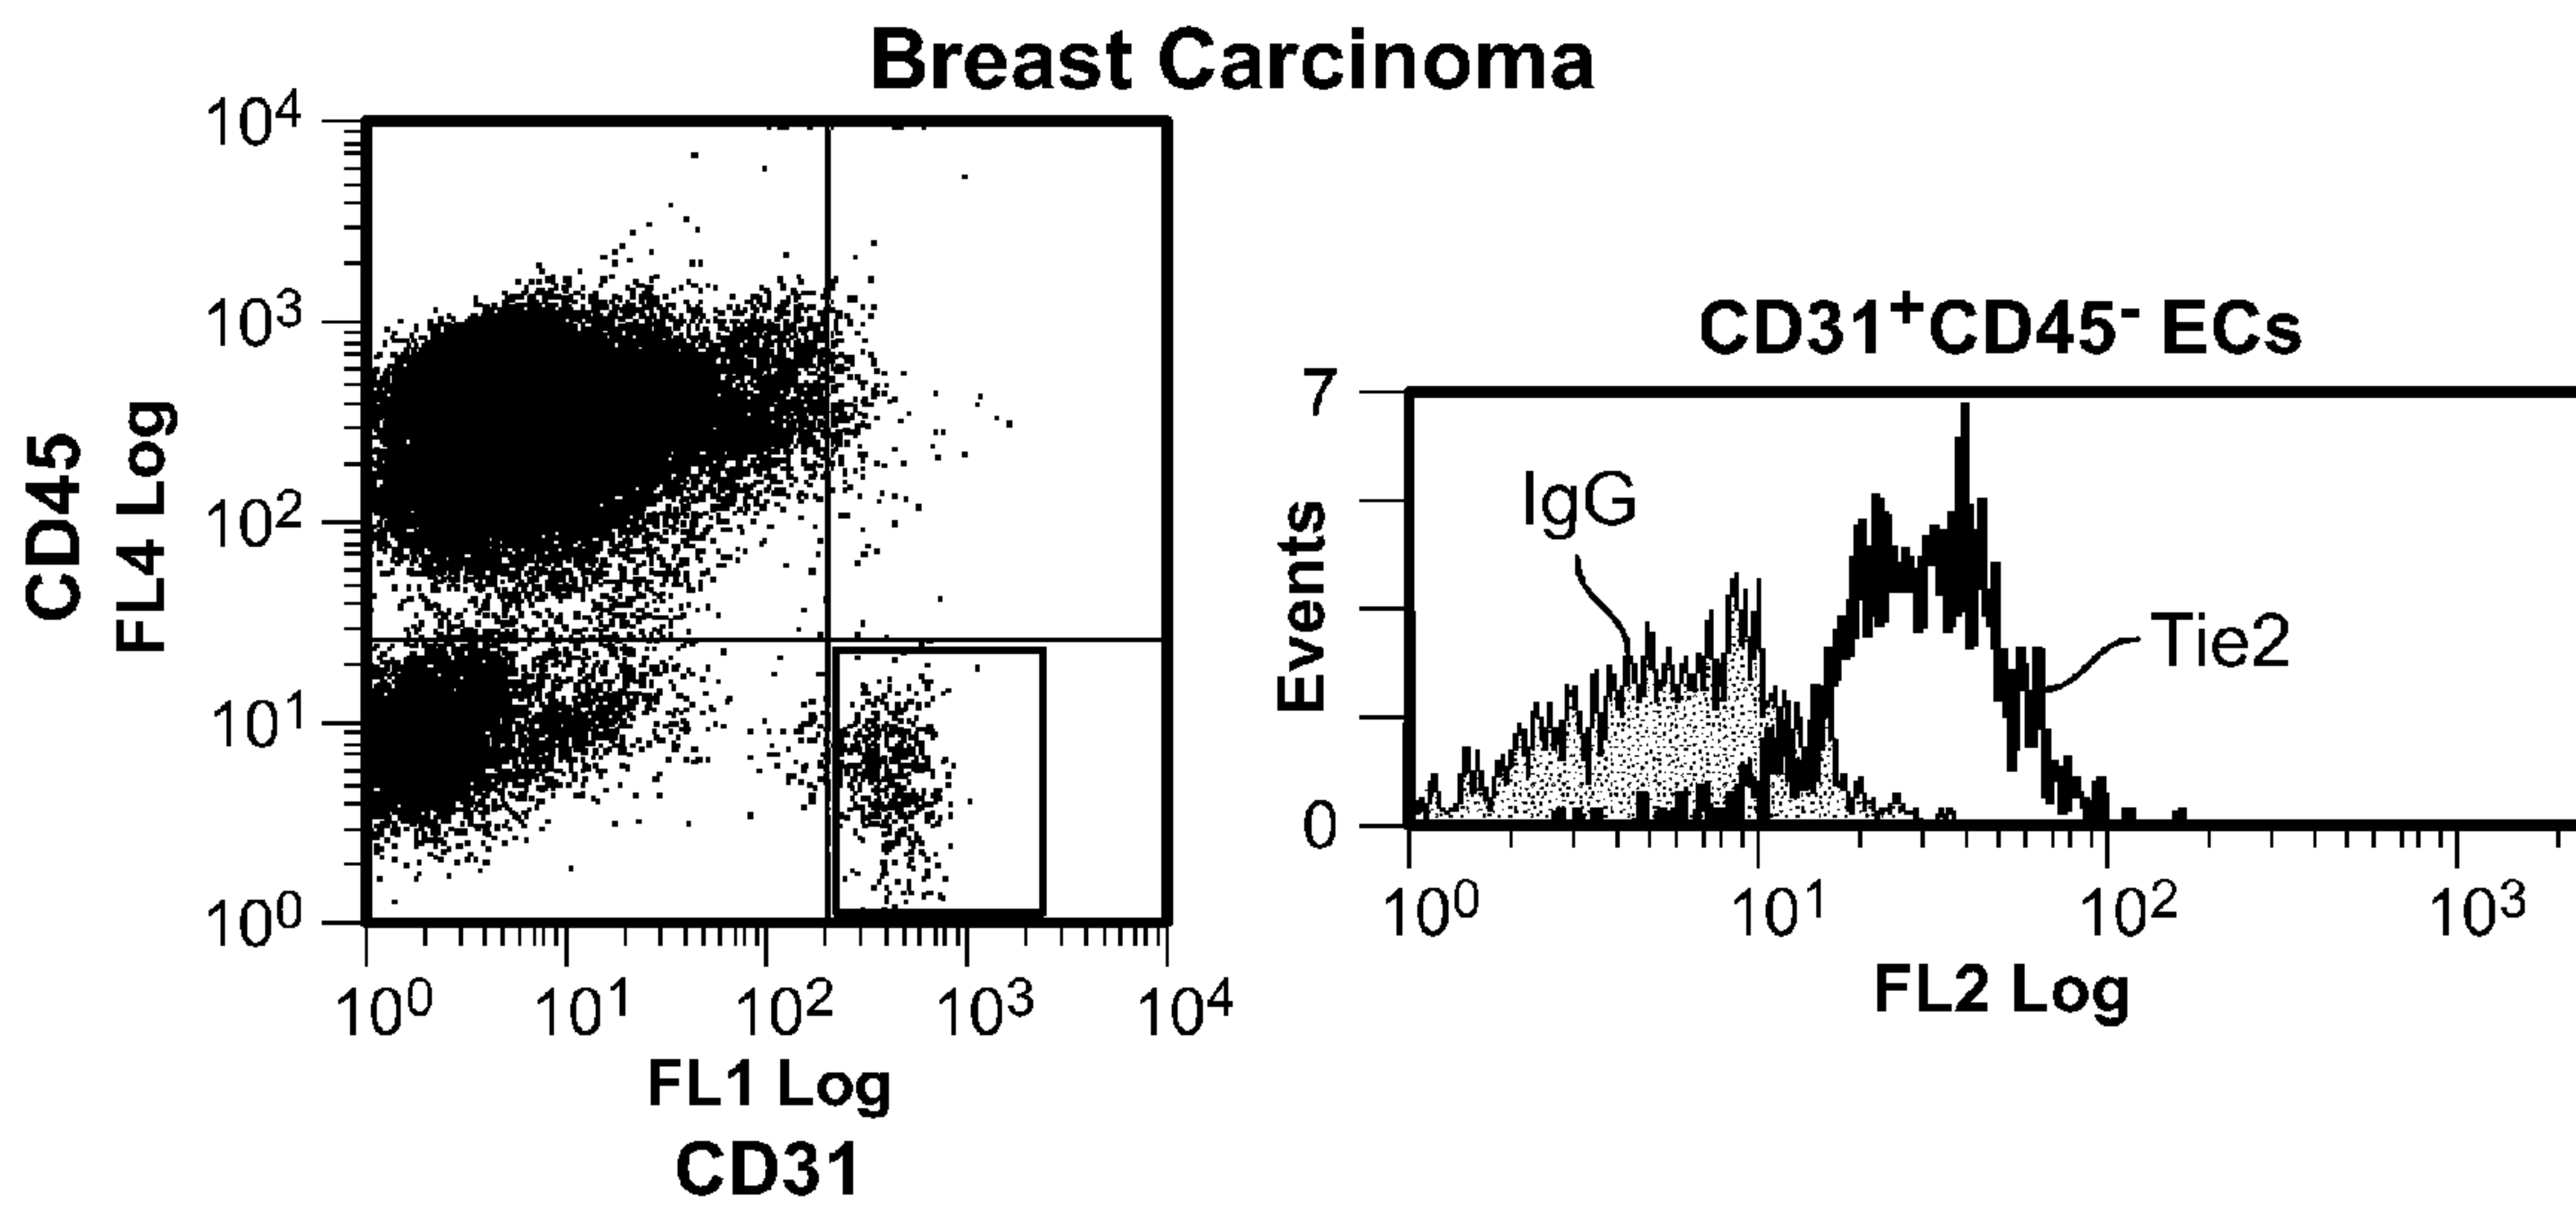 Breast Carcinoma
10⁴
10³
10²
10¹
10⁰
CD45
FL4 Log
10⁰ 10¹ 10² 10³ 10⁴
FL1 Log
CD31
CD31⁺CD45⁻ ECs
7
0
Events
IgG
Tie2
10⁰ 10¹ 10² 10³
FL2 Log